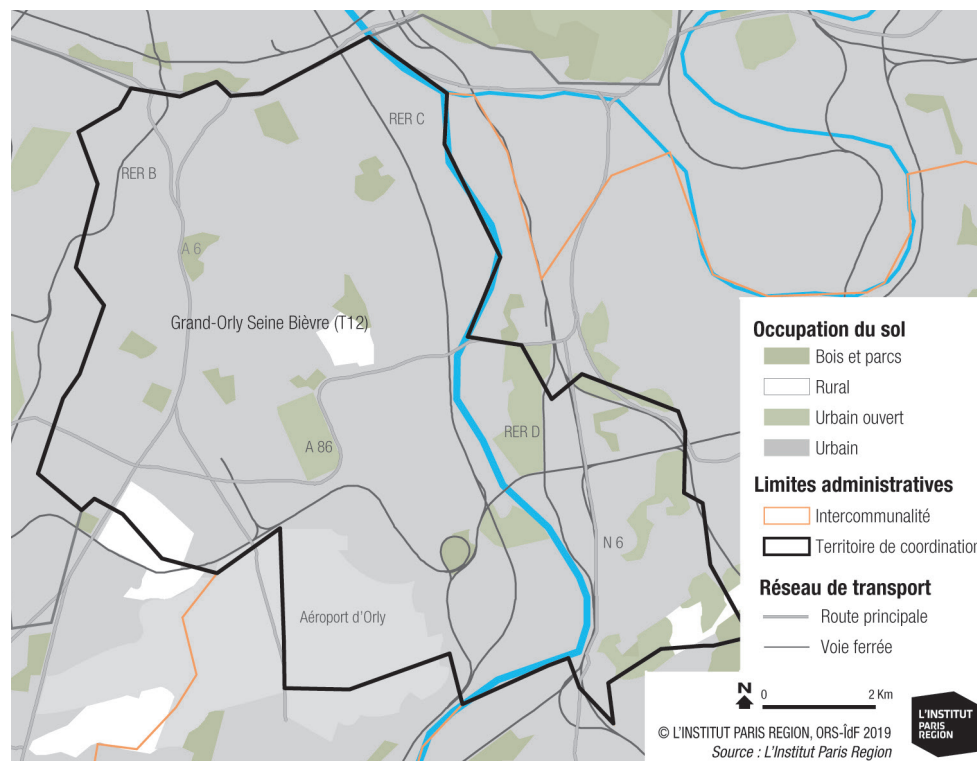 RER C
RER B
A 6
Grand-Orly Seine Bièvre (T12)
A 86
RER D
N 6
Aéroport d'Orly
Occupation du sol
Bois et parcs
Rural
Urbain ouvert
Urbain
Limites administratives
Intercommunalité
Territoire de coordination
Réseau de transport
Route principale
Voie ferrée
N
0 2 Km
© L'INSTITUT PARIS REGION, ORS-ÎdF 2019
Source : L'Institut Paris Region
L'INSTITUT
PARIS
REGION